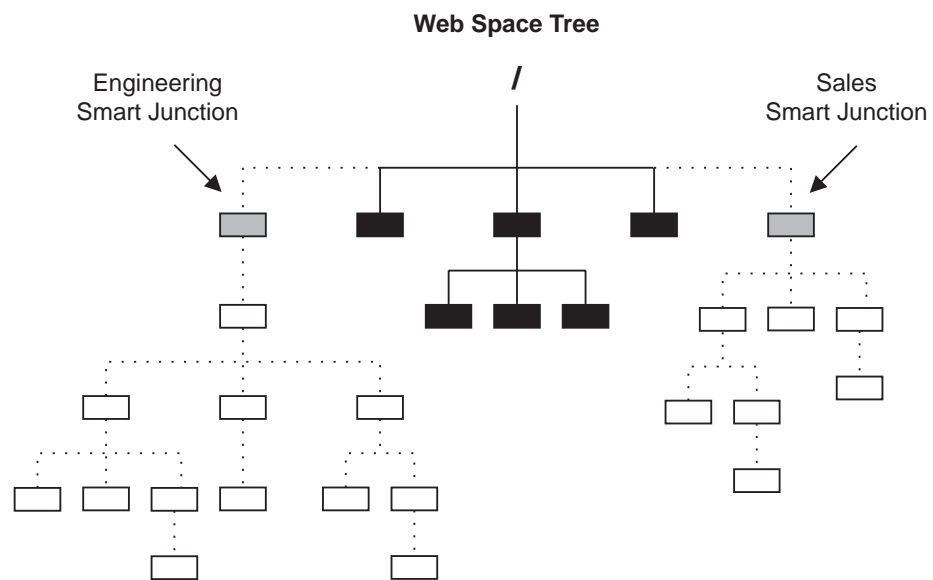 Web Space Tree
/
Engineering
Smart Junction
Sales
Smart Junction